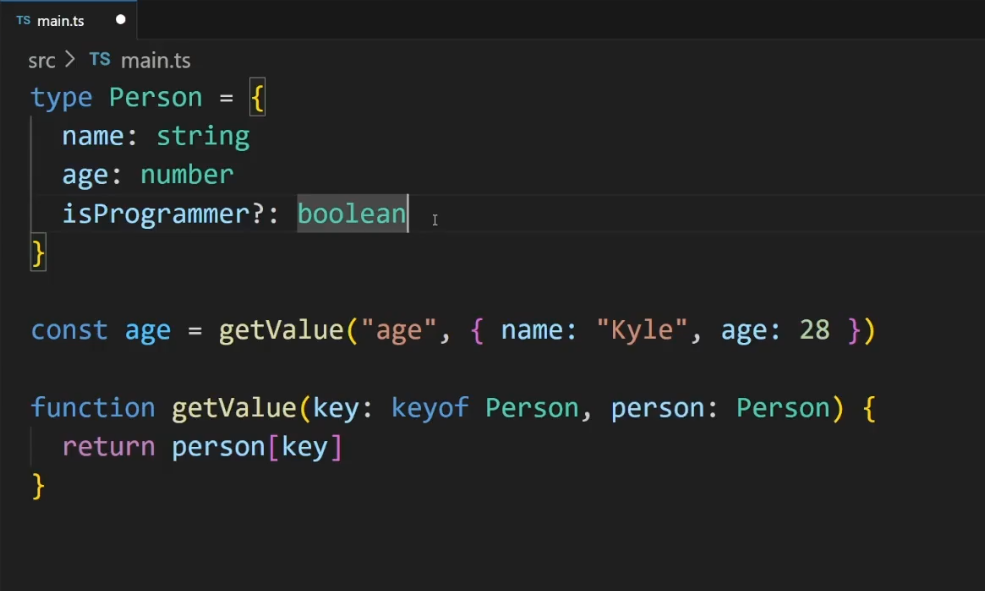 TS main.ts
src > TS main.ts
type Person = {
  name: string
  age: number
  isProgrammer?: boolean
}
const age = getValue("age", { name: "Kyle", age: 28 })
function getValue(key: keyof Person, person: Person) {
  return person[key]
}